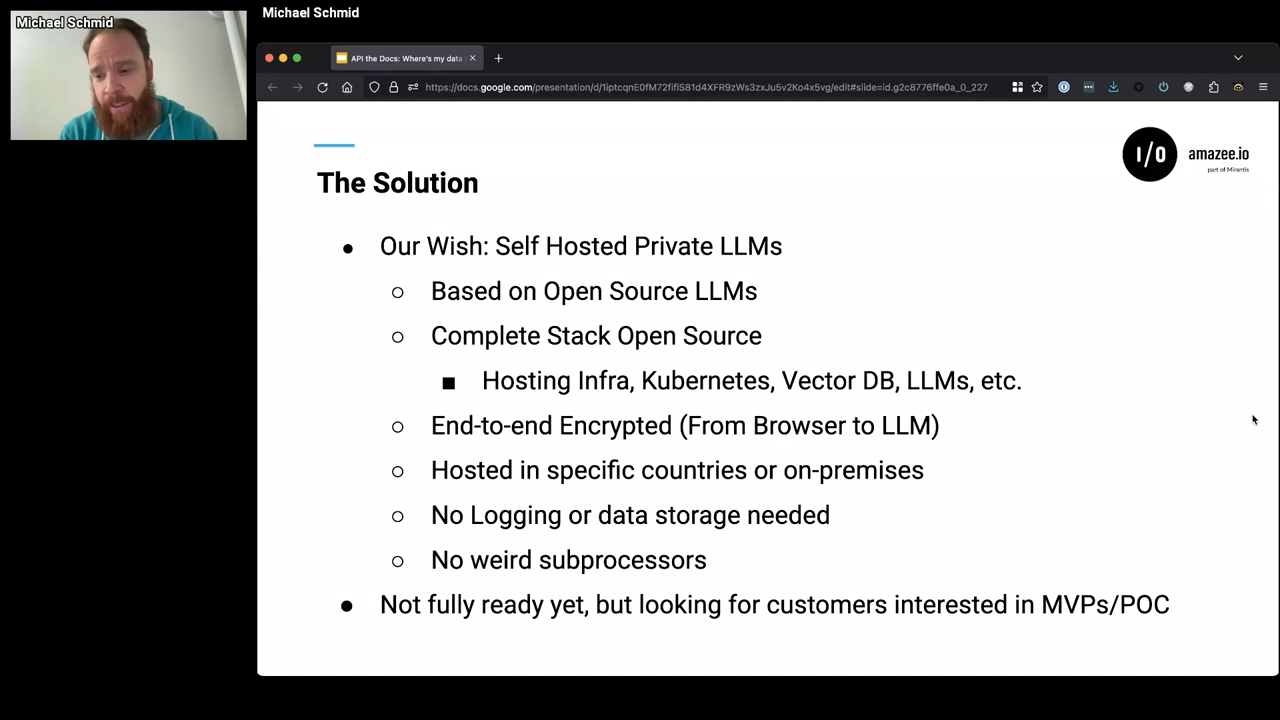 Michael Schmid
Michael Schmid
API the Docs: Where's my data
https://docs.google.com/presentation/d/1iptcqnE0fM72fifiS81d4XFR9zWs3zxJu5v2Ko4x5vg/edit#slide=id.g2c8776ffe0a_0_227
I/O
amazee.io
part of Mirantis
The Solution
● Our Wish: Self Hosted Private LLMs
○ Based on Open Source LLMs
○ Complete Stack Open Source
■ Hosting Infra, Kubernetes, Vector DB, LLMs, etc.
○ End-to-end Encrypted (From Browser to LLM)
○ Hosted in specific countries or on-premises
○ No Logging or data storage needed
○ No weird subprocessors
● Not fully ready yet, but looking for customers interested in MVPs/POC